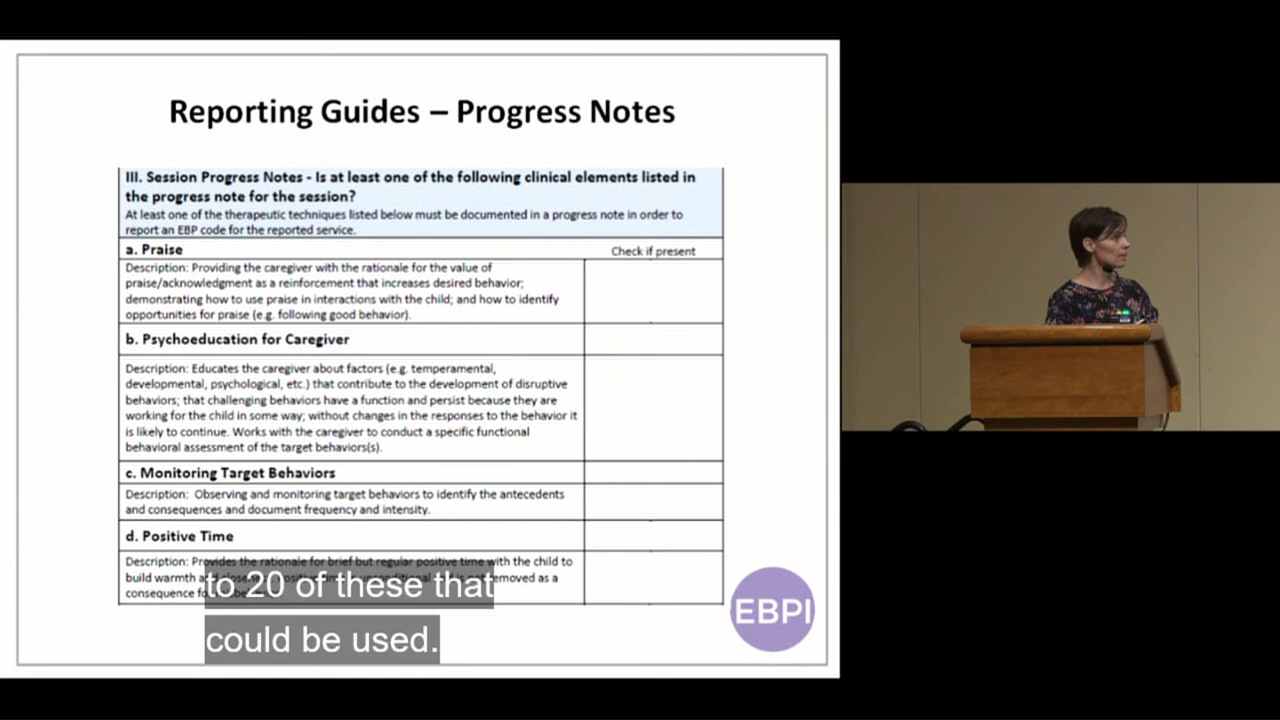 Reporting Guides – Progress Notes
III. Session Progress Notes - Is at least one of the following clinical elements listed in
the progress note for the session?
At least one of the therapeutic techniques listed below must be documented in a progress note in order to
report an EBP code for the reported service.
a. Praise
Check if present
Description: Providing the caregiver with the rationale for the value of
praise/acknowledgment as a reinforcement that increases desired behavior;
demonstrating how to use praise in interactions with the child; and how to identify
opportunities for praise (e.g. following good behavior).
b. Psychoeducation for Caregiver
Description: Educates the caregiver about factors (e.g. temperamental,
developmental, psychological, etc.) that contribute to the development of disruptive
behaviors; that challenging behaviors have a function and persist because they are
working for the child in some way; without changes in the responses to the behavior it
is likely to continue. Works with the caregiver to conduct a specific functional
behavioral assessment of the target behaviors(s).
c. Monitoring Target Behaviors
Description: Observing and monitoring target behaviors to identify the antecedents
and consequences and document frequency and intensity.
d. Positive Time
Description: Provides the rationale for brief but regular positive time with the child to
build warmth removed as a
consequence
to 20 of these that
could be used.
EBPI